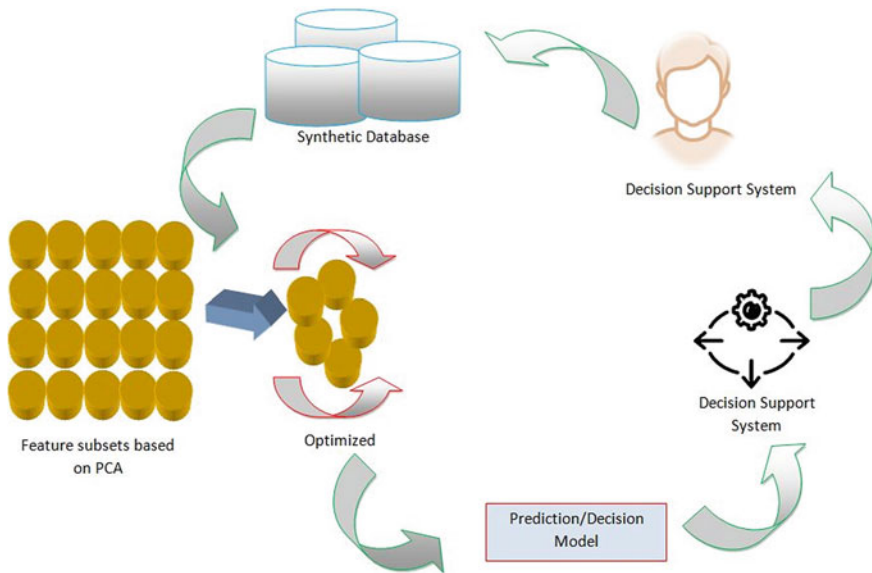 Synthetic Database
Decision Support System
Feature subsets based
on PCA
Optimized
Decision Support
System
Prediction/Decision
Model